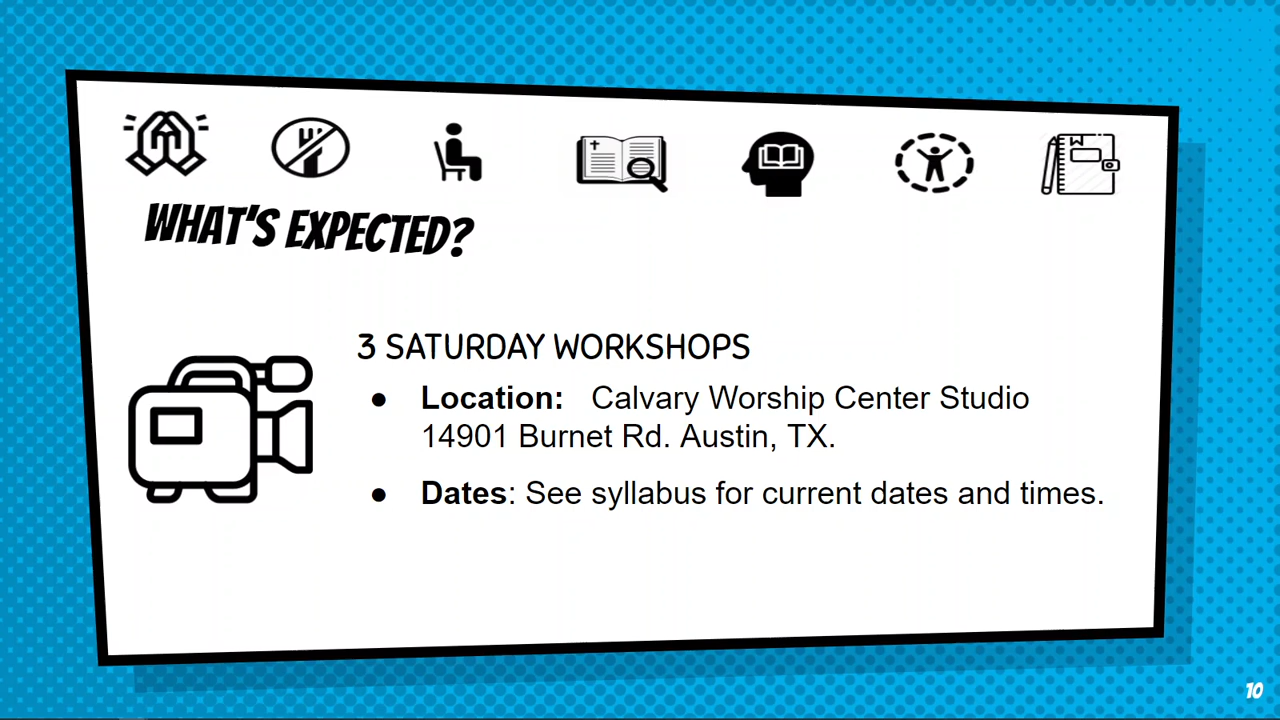 WHAT'S EXPECTED?
3 SATURDAY WORKSHOPS
● Location: Calvary Worship Center Studio
14901 Burnet Rd. Austin, TX.
● Dates: See syllabus for current dates and times.
10